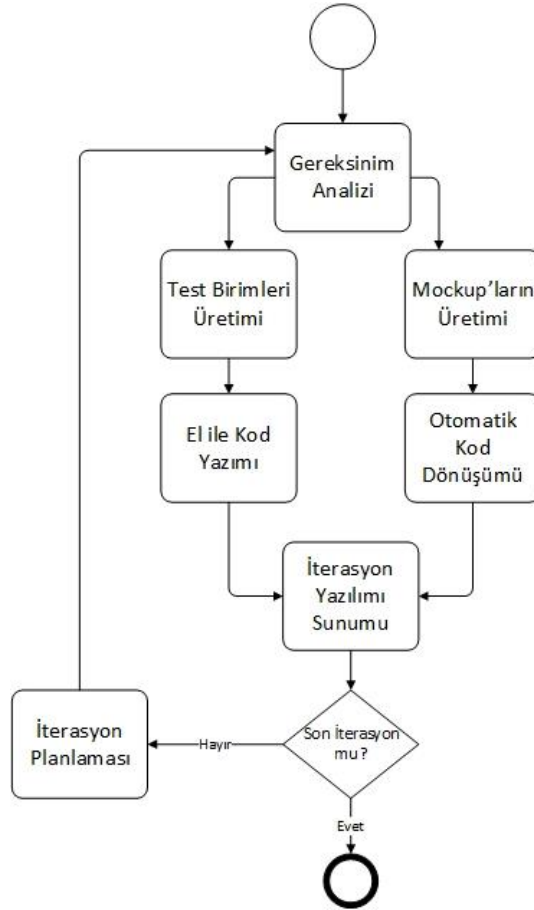 Gereksinim
Analizi
Test Birimleri
Üretimi
Mockup’ların
Üretimi
El ile Kod
Yazımı
Otomatik
Kod
Dönüşümü
İterasyon
Yazılımı
Sunumu
Son İterasyon
mu?
Hayır
İterasyon
Planlaması
Evet